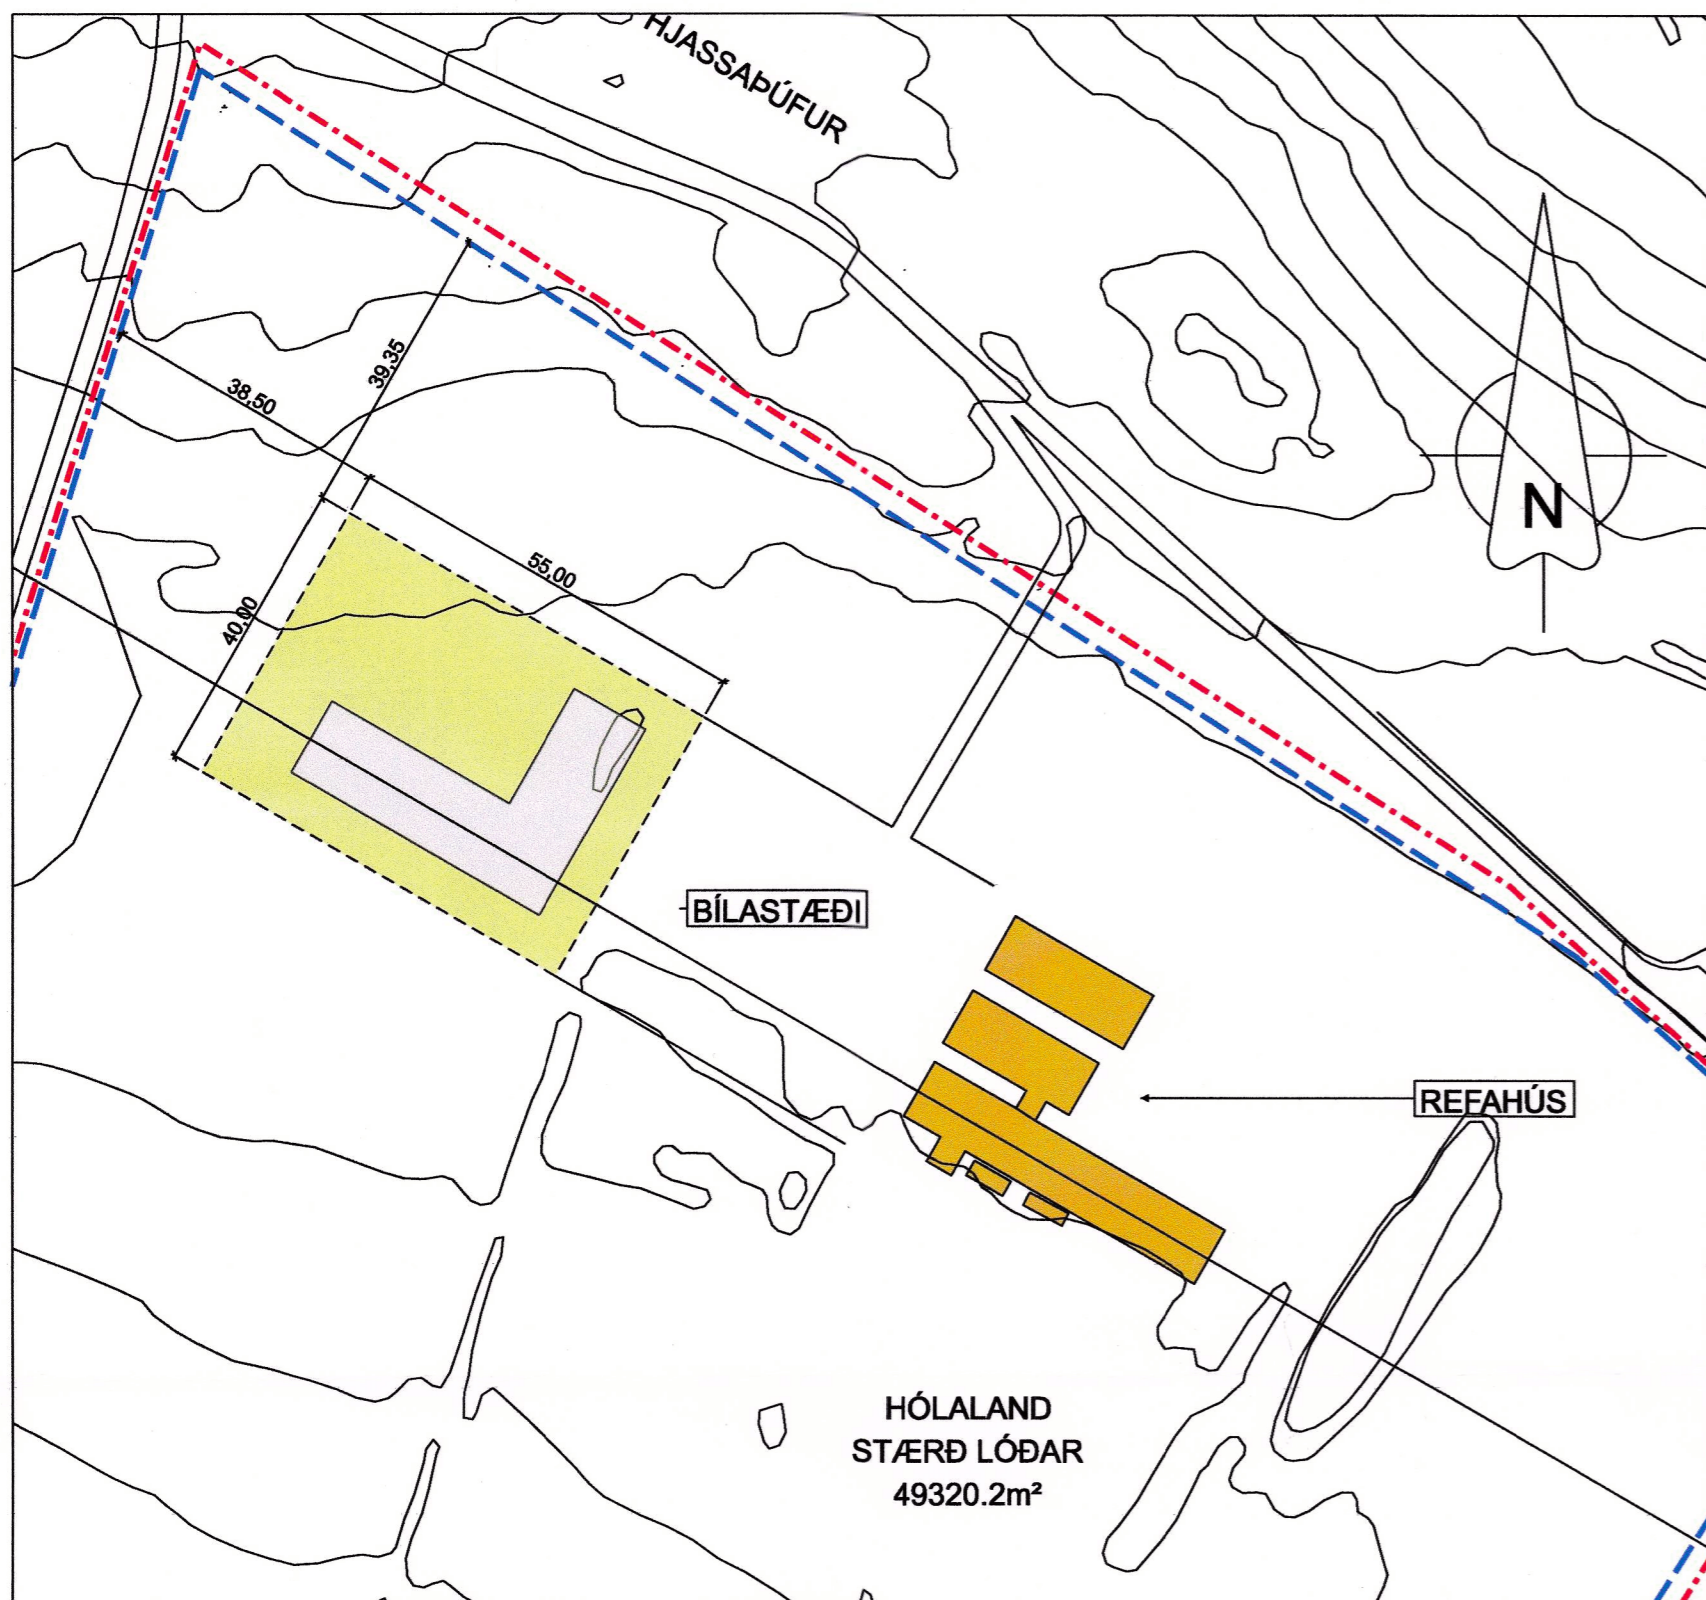 HJASSAÞÚFUR
39,35
38,50
N
55,00
40,00
BÍLASTÆÐI
REFAHÚS
HÓLALAND
STÆRÐ LÓÐAR
49320.2m²